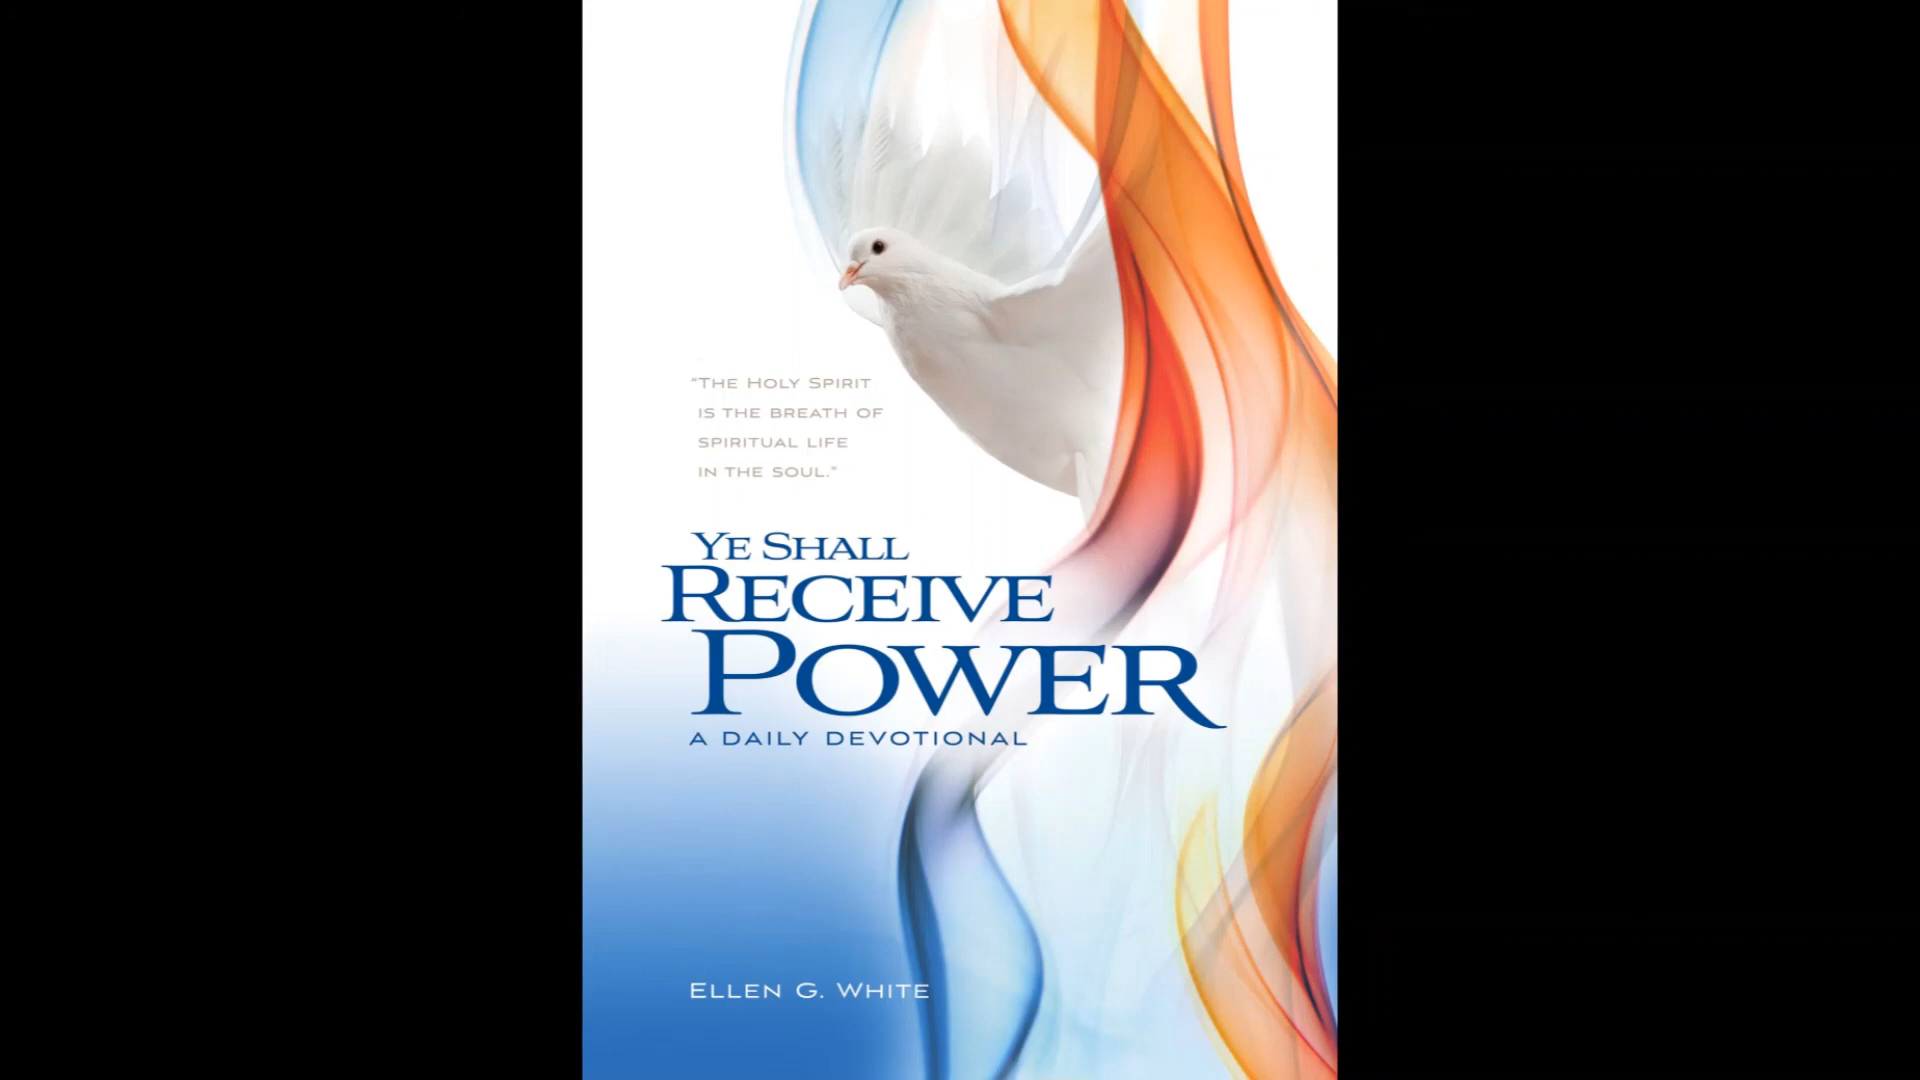 “The Holy Spirit
is the breath of
spiritual life
in the soul.”
Ye Shall
Receive
Power
A Daily Devotional
Ellen G. White